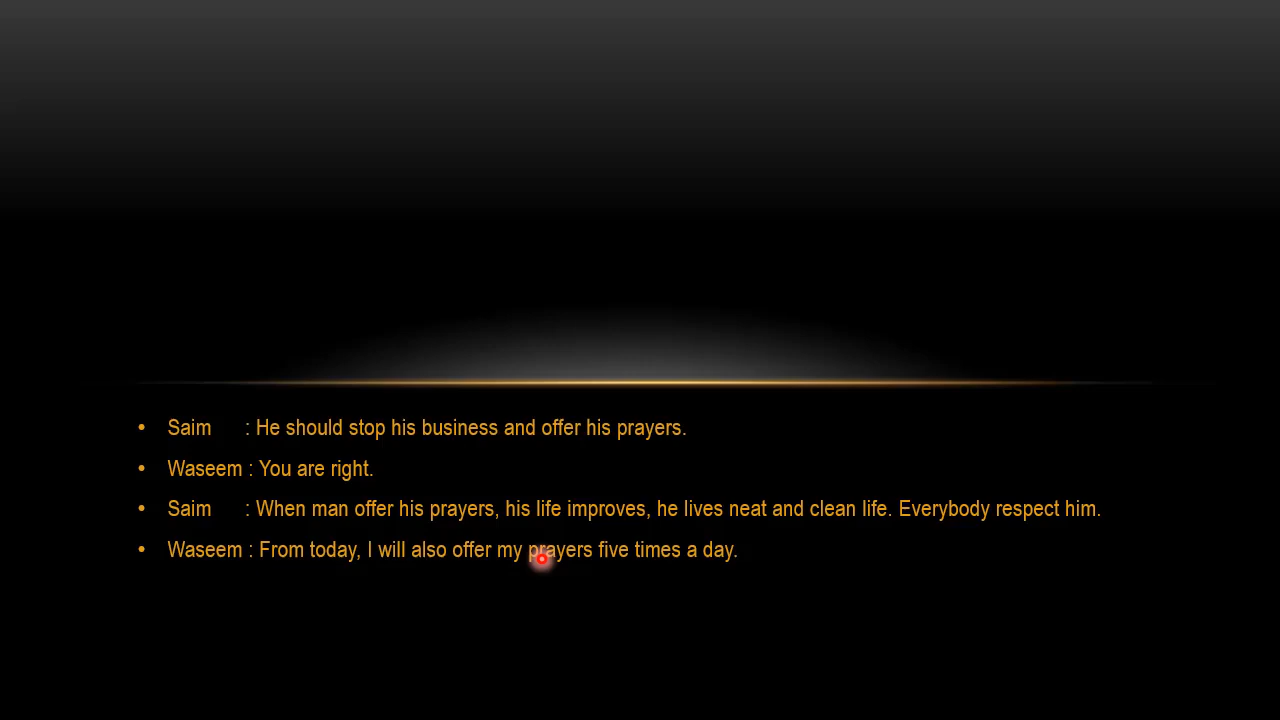 • Saim : He should stop his business and offer his prayers.
• Waseem : You are right.
• Saim : When man offer his prayers, his life improves, he lives neat and clean life. Everybody respect him.
• Waseem : From today, I will also offer my prayers five times a day.